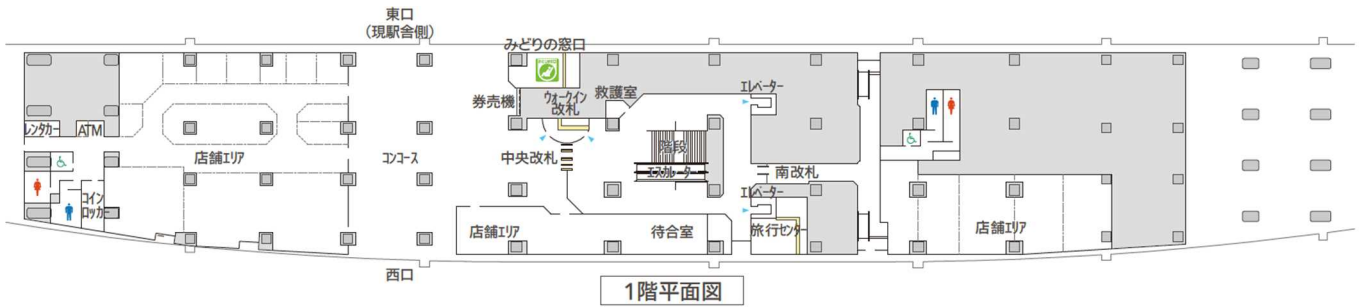 東口
(現駅舎側)
みどりの窓口
エレベーター
券売機
ウォークイン
改札
救護室
レンタカー
ATM
店舗エリア
コンコース
中央改札
階段
エスカレーター
南改札
エレベーター
コイン
ロッカー
店舗エリア
待合室
旅行センター
店舗エリア
西口
1階平面図